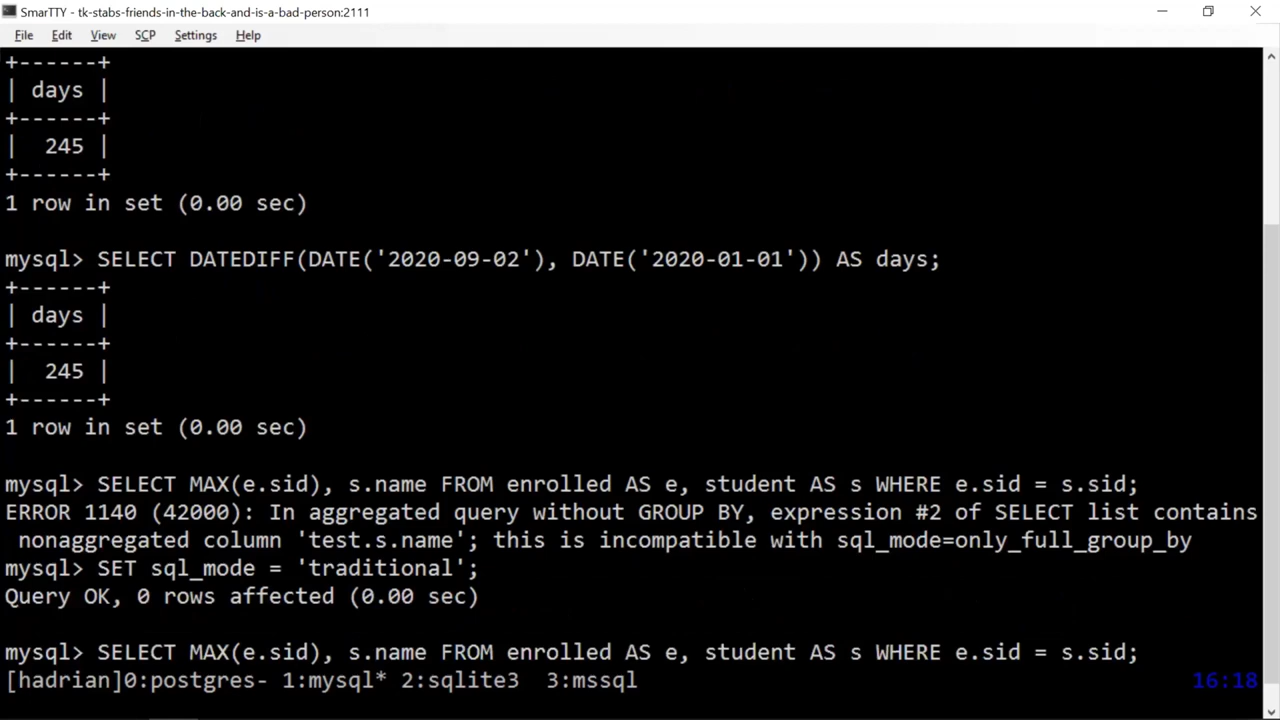 SmarTTY - tk-stabs-friends-in-the-back-and-is-a-bad-person:2111
File Edit View SCP Settings Help
+------+
| days |
+------+
|  245 |
+------+
1 row in set (0.00 sec)
mysql> SELECT DATEDIFF(DATE('2020-09-02'), DATE('2020-01-01')) AS days;
+------+
| days |
+------+
|  245 |
+------+
1 row in set (0.00 sec)
mysql> SELECT MAX(e.sid), s.name FROM enrolled AS e, student AS s WHERE e.sid = s.sid;
ERROR 1140 (42000): In aggregated query without GROUP BY, expression #2 of SELECT list contains
 nonaggregated column 'test.s.name'; this is incompatible with sql_mode=only_full_group_by
mysql> SET sql_mode = 'traditional';
Query OK, 0 rows affected (0.00 sec)
mysql> SELECT MAX(e.sid), s.name FROM enrolled AS e, student AS s WHERE e.sid = s.sid;
[hadrian]0:postgres- 1:mysql* 2:sqlite3  3:mssql 16:18